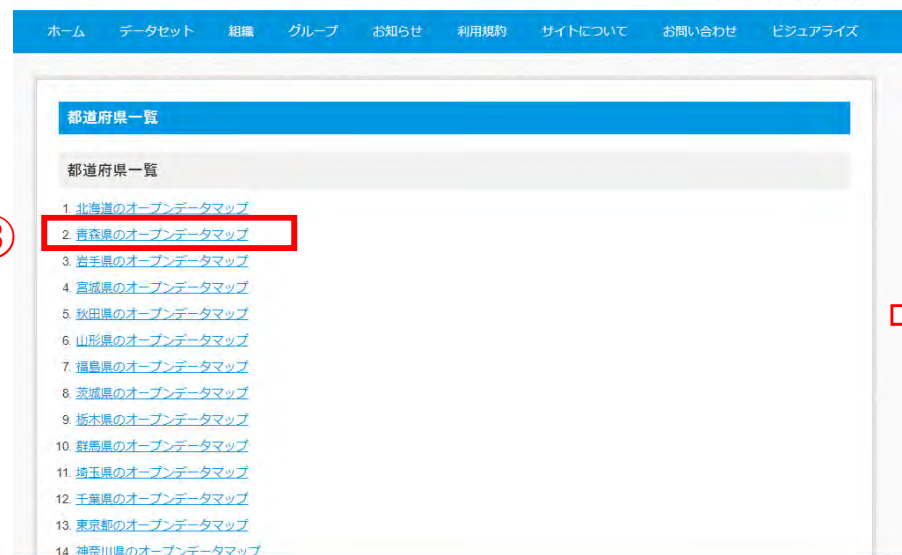 ホーム データセット 組織 グループ お知らせ 利用規約 サイトについて お問い合わせ ビジュアライズ
都道府県一覧
都道府県一覧
1. 北海道のオープンデータマップ
2. 青森県のオープンデータマップ
3. 岩手県のオープンデータマップ
4. 宮城県のオープンデータマップ
5. 秋田県のオープンデータマップ
6. 山形県のオープンデータマップ
7. 福島県のオープンデータマップ
8. 茨城県のオープンデータマップ
9. 栃木県のオープンデータマップ
10. 群馬県のオープンデータマップ
11. 埼玉県のオープンデータマップ
12. 千葉県のオープンデータマップ
13. 東京都のオープンデータマップ
14. 神奈川県のオープンデータマップ